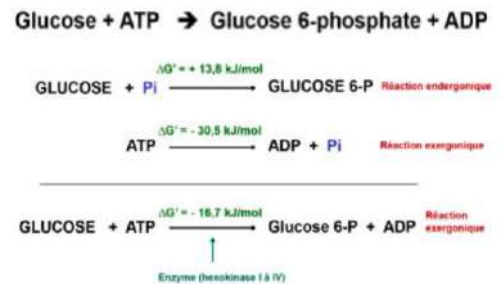 Glucose + ATP → Glucose 6-phosphate + ADP
ΔG' = + 13,8 kJ/mol
GLUCOSE + Pi → GLUCOSE 6-P Réaction endergonique
ΔG' = - 30,5 kJ/mol
ATP → ADP + Pi Réaction exergonique
ΔG' = - 16,7 kJ/mol
GLUCOSE + ATP → Glucose 6-P + ADP Réaction exergonique
Enzyme (hexokinase I à IV)